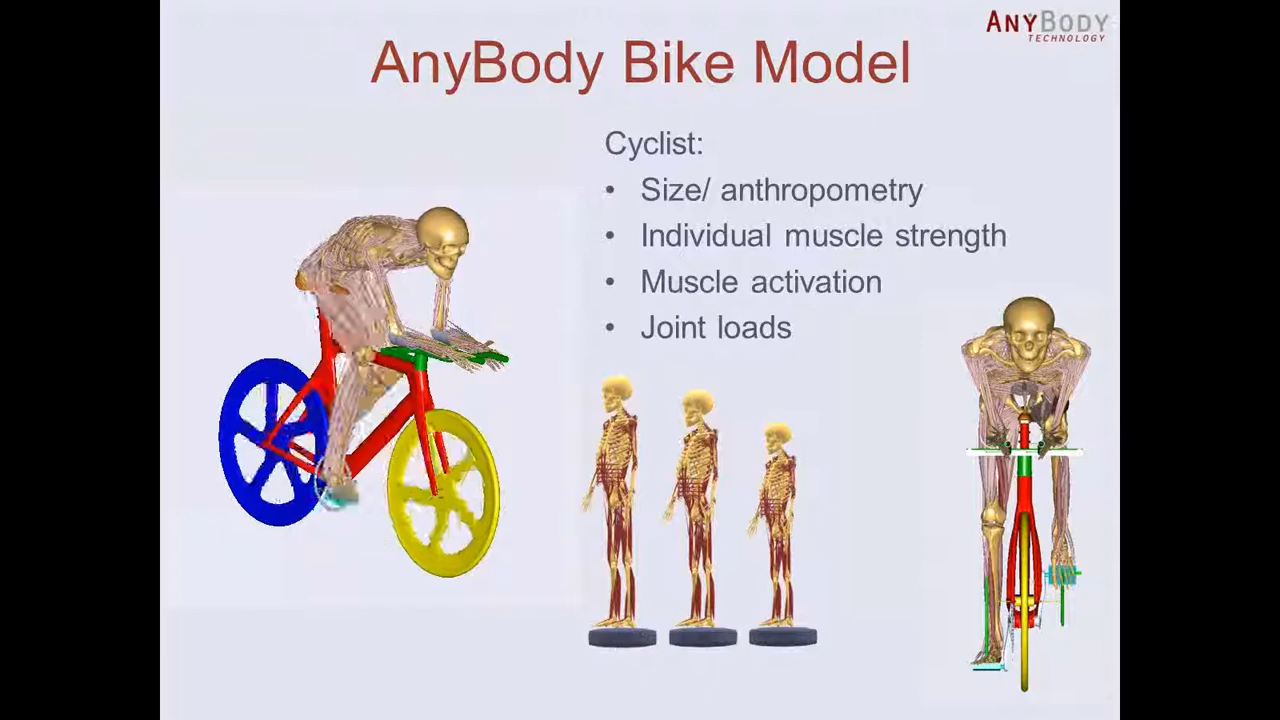 ANYBODY
TECHNOLOGY
AnyBody Bike Model
Cyclist:
• Size/ anthropometry
• Individual muscle strength
• Muscle activation
• Joint loads